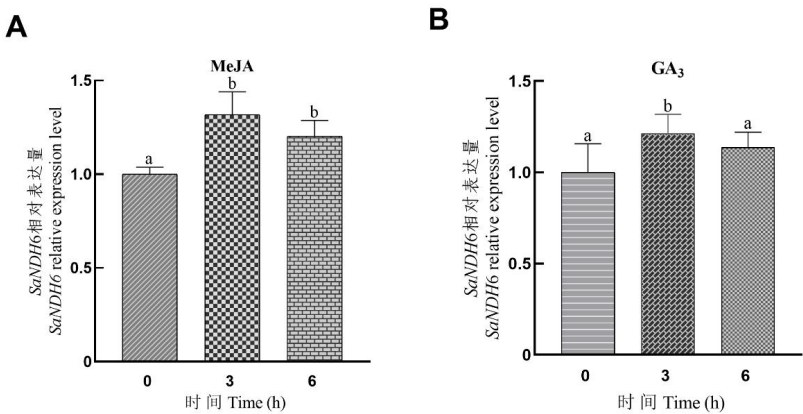 A
MeJA
SaNDH6相对表达量
SaNDH6 relative expression level
1.5
1.0
0.5
0
a
b
b
0
3
6
时间 Time (h)
B
GA3
SaNDH6相对表达量
SaNDH6 relative expression level
1.5
1.0
0.5
0
a
b
a
0
3
6
时间 Time (h)